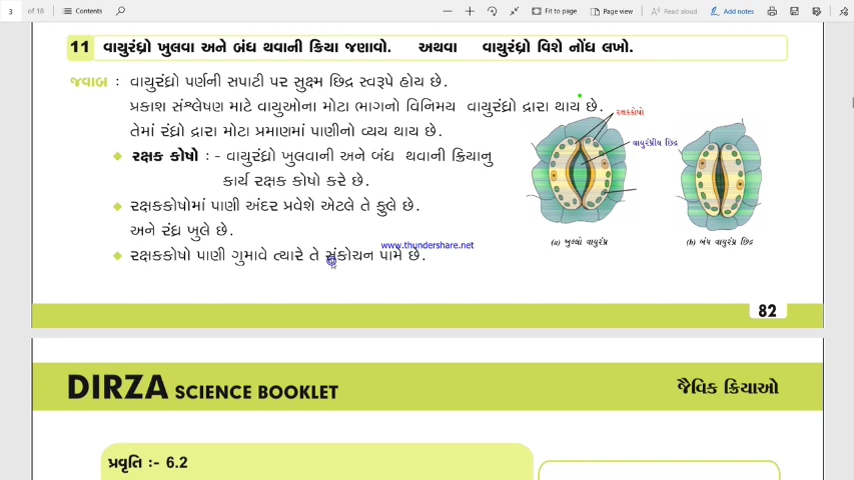 3 of 18 Contents Fit to page Page view Read aloud Add notes
11 વાયુરંધ્રો ખુલવા અને બંધ થવાની ક્રિયા જણાવો. અથવા વાયુરંધ્રો વિશે નોંધ લખો.
જવાબ : વાયુરંધ્રો પર્ણની સપાટી પર સુક્ષ્મ છિદ્ર સ્વરૂપે હોય છે.
પ્રકાશ સંશ્લેષણ માટે વાયુઓના મોટા ભાગનો વિનિમય વાયુરંધ્રો દ્રારા થાય છે.
તેમાં રંધ્રો દ્રારા મોટા પ્રમાણમાં પાણીનો વ્યય થાય છે.
રક્ષક કોષો : - વાયુરંધ્રો ખુલવાની અને બંધ થવાની ક્રિયાનુ
કાર્ય રક્ષક કોષો કરે છે.
રક્ષકકોષોમાં પાણી અંદર પ્રવેશે એટલે તે ફુલે છે.
અને રંધ્ર ખુલે છે.
રક્ષકકોષો પાણી ગુમાવે ત્યારે તે સંકોચન પામે છે.
www.thundershare.net
રક્ષકકોષો
વાયુરંધ્રીય છિદ્ર
(a) ખુલ્લો વાયુરંધ્ર
(b) બંધ વાયુરંધ્ર છિદ્ર
82
DIRZA SCIENCE BOOKLET
જૈવિક ક્રિયાઓ
પ્રવૃતિ :- 6.2